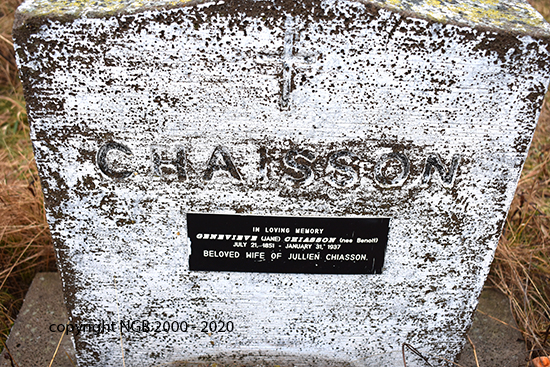 CHAISSON
IN LOVING MEMORY
GENEVIEVE (JANE) CHIASSON (nee Benoit)
JULY 21, 1851 - JANUARY 31, 1937
BELOVED WIFE OF JULLIEN CHIASSON.
copyright NGB 2000 - 2020